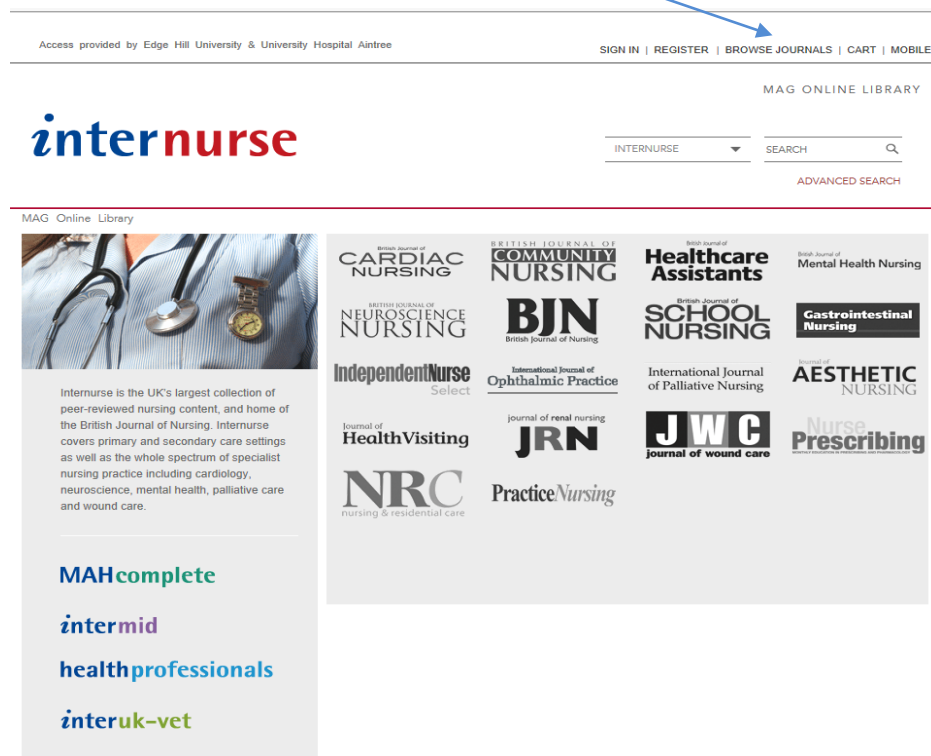 Access provided by Edge Hill University & University Hospital Aintree
SIGN IN | REGISTER | BROWSE JOURNALS | CART | MOBILE
MAG ONLINE LIBRARY
internurse
INTERNURSE
SEARCH
ADVANCED SEARCH
MAG Online Library
British Journal of
CARDIAC
NURSING
BRITISH JOURNAL OF
COMMUNITY
NURSING
British Journal of
Healthcare
Assistants
British Journal of
Mental Health Nursing
BRITISH JOURNAL OF
NEUROSCIENCE
NURSING
BJN
British Journal of Nursing
British Journal of
SCHOOL
NURSING
Gastrointestinal
Nursing
IndependentNurse
Select
International Journal of
Ophthalmic Practice
International Journal
of Palliative Nursing
Journal of
AESTHETIC
NURSING
Journal of
HealthVisiting
journal of renal nursing
JRN
JWC
journal of wound care
Nurse
Prescribing
MONTHLY EDUCATION IN PRESCRIBING AND PHARMACOLOGY
NRC
nursing & residential care
PracticeNursing
Internurse is the UK's largest collection of
peer-reviewed nursing content, and home of
the British Journal of Nursing. Internurse
covers primary and secondary care settings
as well as the whole spectrum of specialist
nursing practice including cardiology,
neuroscience, mental health, palliative care
and wound care.
MAHcomplete
intermid
healthprofessionals
interuk-vet